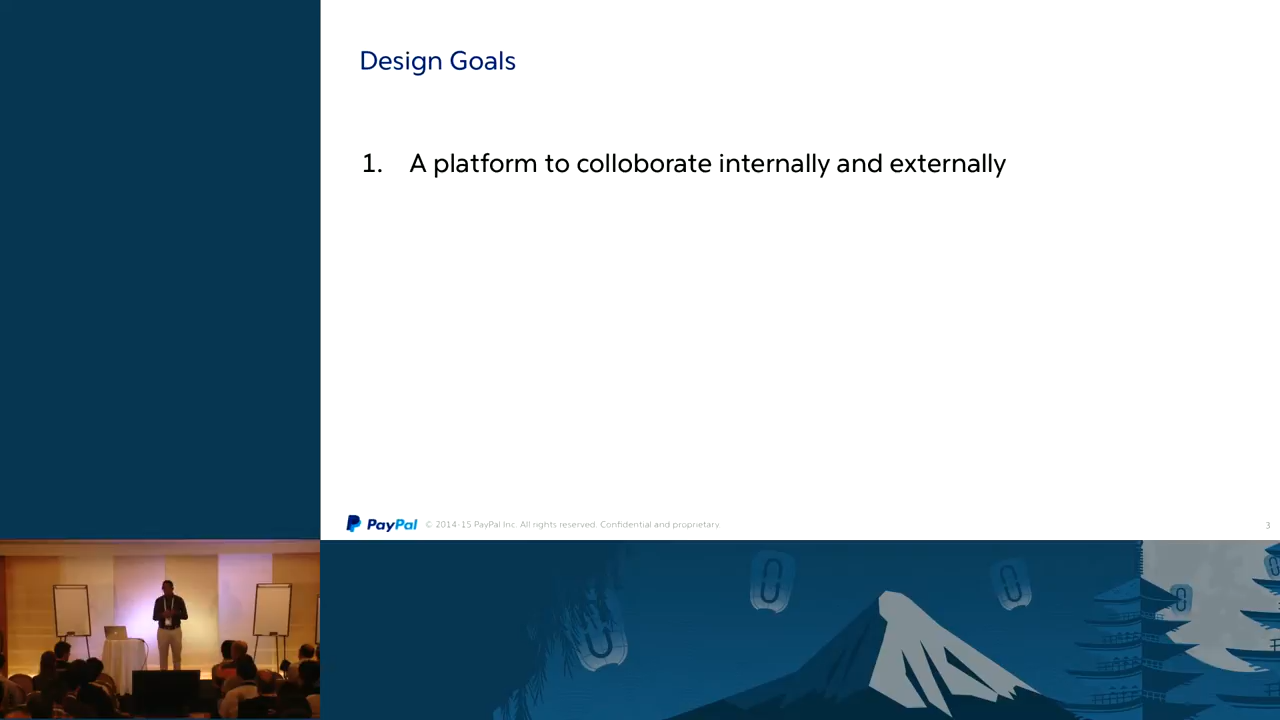 Design Goals
1. A platform to colloborate internally and externally
PayPal © 2014-15 PayPal Inc. All rights reserved. Confidential and proprietary.
3